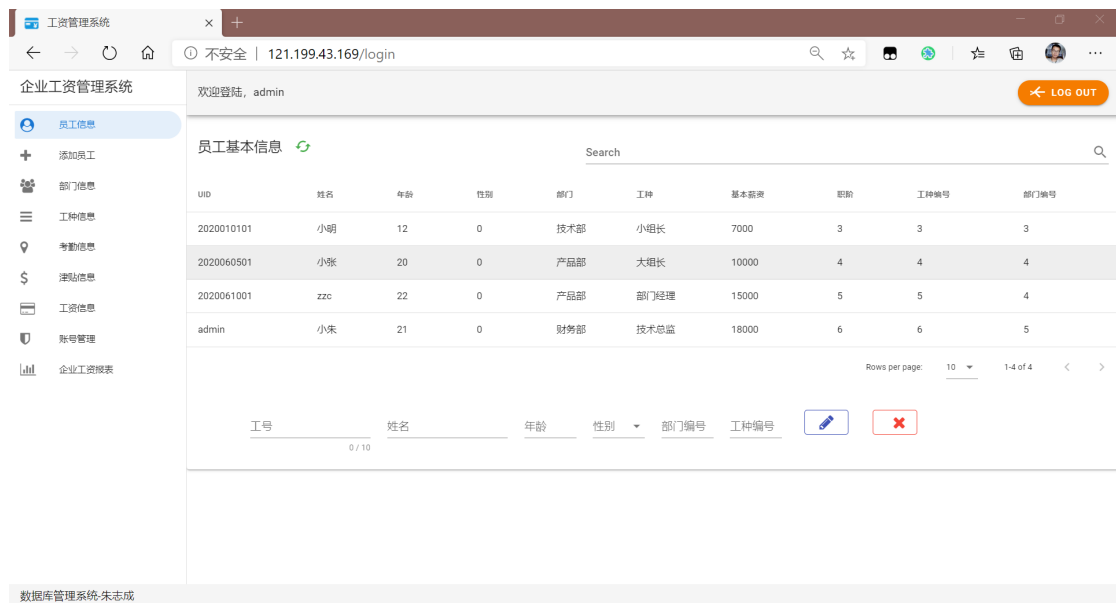 工资管理系统
不安全 | 121.199.43.169/login
企业工资管理系统
欢迎登陆，admin
LOG OUT
员工信息
添加员工
部门信息
工种信息
考勤信息
津贴信息
工资信息
账号管理
企业工资报表
员工基本信息
Search
UID 姓名 年龄 性别 部门 工种 基本薪资 职阶 工种编号 部门编号
2020010101 小明 12 0 技术部 小组长 7000 3 3 3
2020060501 小张 20 0 产品部 大组长 10000 4 4 4
2020061001 zzc 22 0 产品部 部门经理 15000 5 5 4
admin 小朱 21 0 财务部 技术总监 18000 6 6 5
Rows per page: 10 1-4 of 4
工号 姓名 年龄 性别 部门编号 工种编号
0 / 10
数据库管理系统-朱志成